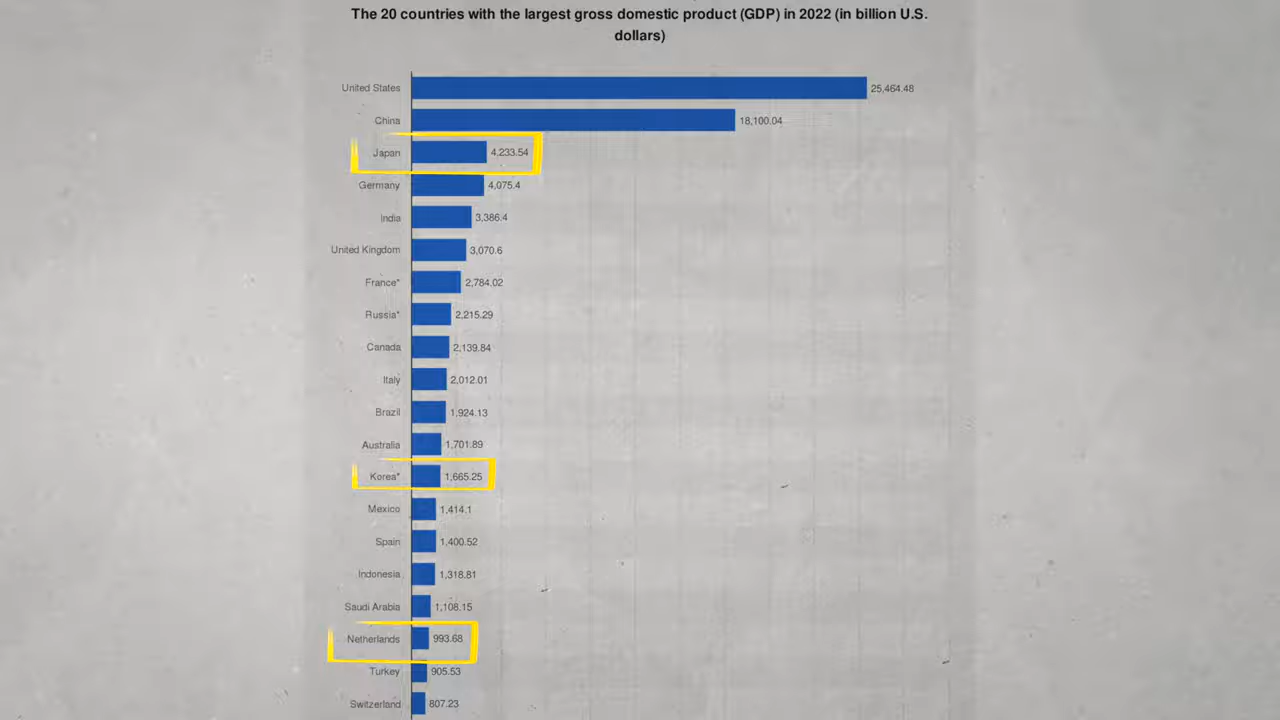 The 20 countries with the largest gross domestic product (GDP) in 2022 (in billion U.S.
dollars)
United States 25,464.48
China 18,100.04
Japan 4,233.54
Germany 4,075.4
India 3,386.4
United Kingdom 3,070.6
France* 2,784.02
Russia* 2,215.29
Canada 2,139.84
Italy 2,012.01
Brazil 1,924.13
Australia 1,701.89
Korea* 1,665.25
Mexico 1,414.1
Spain 1,400.52
Indonesia 1,318.81
Saudi Arabia 1,108.15
Netherlands 993.68
Turkey 905.53
Switzerland 807.23